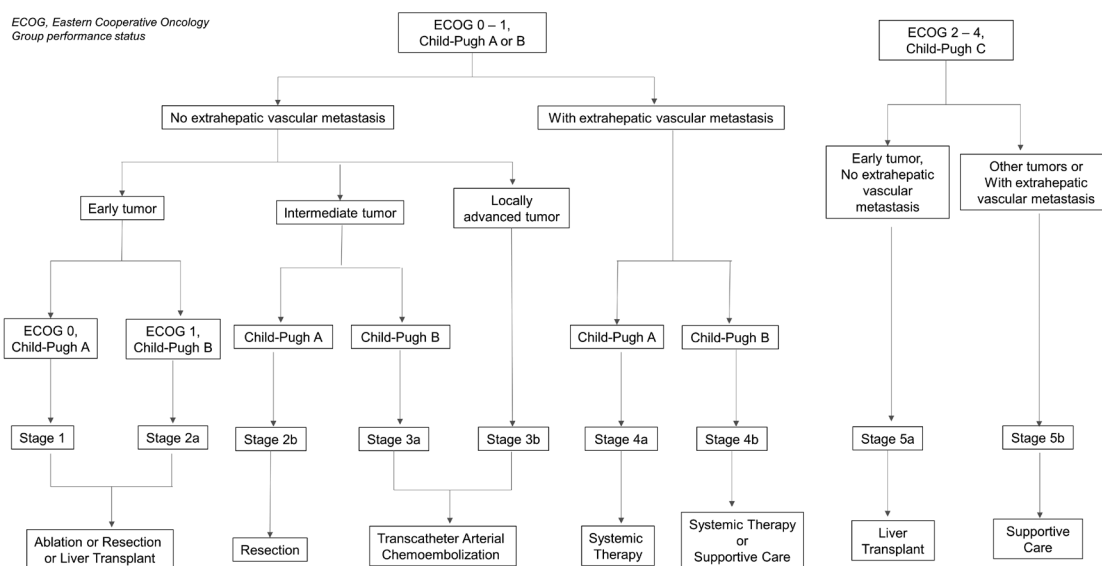 ECOG, Eastern Cooperative Oncology
Group performance status
ECOG 0 – 1,
Child-Pugh A or B
ECOG 2 – 4,
Child-Pugh C
No extrahepatic vascular metastasis
With extrahepatic vascular metastasis
Early tumor,
No extrahepatic
vascular
metastasis
Other tumors or
With extrahepatic
vascular metastasis
Early tumor
Intermediate tumor
Locally
advanced tumor
ECOG 0,
Child-Pugh A
ECOG 1,
Child-Pugh B
Child-Pugh A
Child-Pugh B
Child-Pugh A
Child-Pugh B
Stage 1
Stage 2a
Stage 2b
Stage 3a
Stage 3b
Stage 4a
Stage 4b
Stage 5a
Stage 5b
Ablation or Resection
or Liver Transplant
Resection
Transcatheter Arterial
Chemoembolization
Systemic
Therapy
Systemic Therapy
or
Supportive Care
Liver
Transplant
Supportive
Care